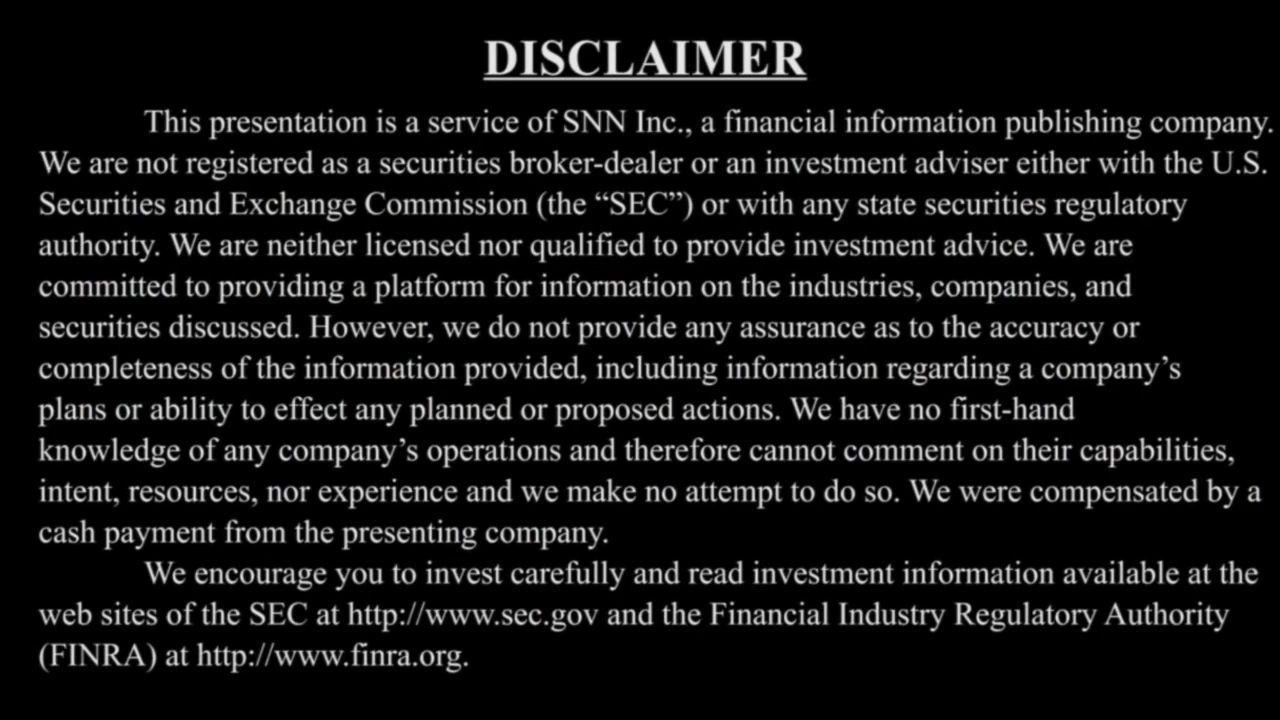 DISCLAIMER
This presentation is a service of SNN Inc., a financial information publishing company.
We are not registered as a securities broker-dealer or an investment adviser either with the U.S.
Securities and Exchange Commission (the “SEC”) or with any state securities regulatory
authority. We are neither licensed nor qualified to provide investment advice. We are
committed to providing a platform for information on the industries, companies, and
securities discussed. However, we do not provide any assurance as to the accuracy or
completeness of the information provided, including information regarding a company’s
plans or ability to effect any planned or proposed actions. We have no first-hand
knowledge of any company’s operations and therefore cannot comment on their capabilities,
intent, resources, nor experience and we make no attempt to do so. We were compensated by a
cash payment from the presenting company.
We encourage you to invest carefully and read investment information available at the
web sites of the SEC at http://www.sec.gov and the Financial Industry Regulatory Authority
(FINRA) at http://www.finra.org.